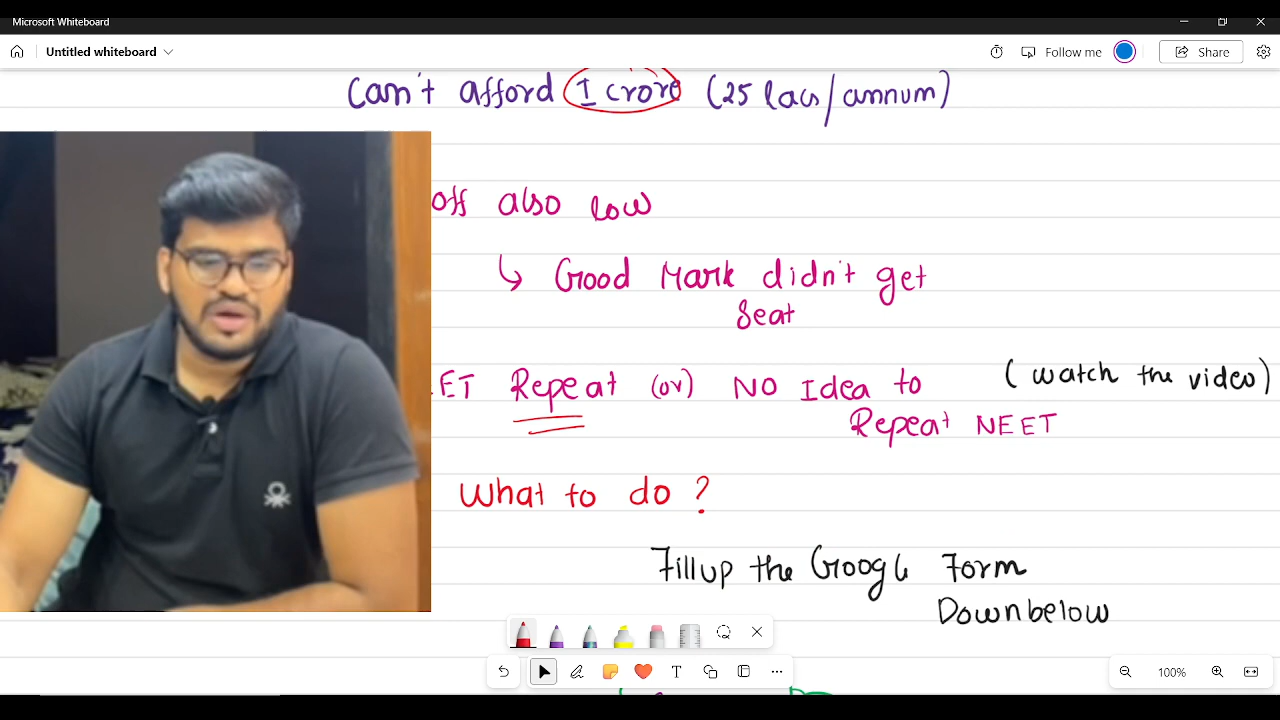 Microsoft Whiteboard
Untitled whiteboard
Follow me
Share
Can't afford 1 crore (25 lacs/annum)
off also low
↳ Good Mark didn't get
Seat
EET Repeat (or) NO Idea to
(watch the video)
Repeat NEET
What to do ?
Fillup the Google Form
Downbelow
100%